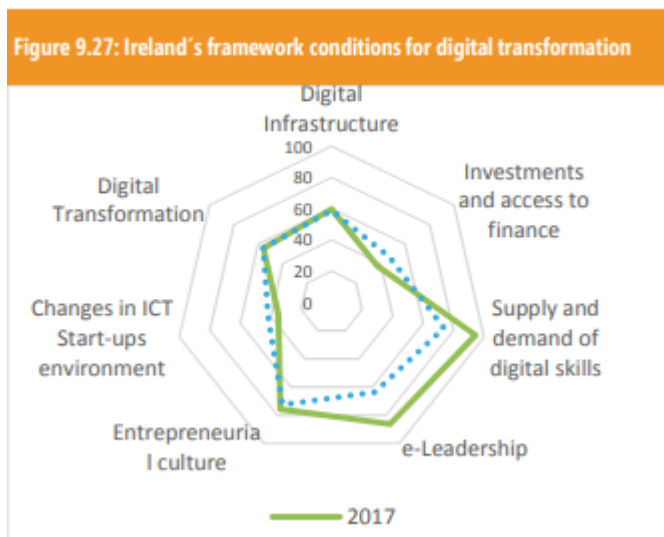 Figure 9.27: Ireland´s framework conditions for digital transformation
Digital
Infrastructure
100
80
60
40
20
0
Investments
and access to
finance
Supply and
demand of
digital skills
e-Leadership
Entrepreneuria
l culture
Changes in ICT
Start-ups
environment
Digital
Transformation
2017